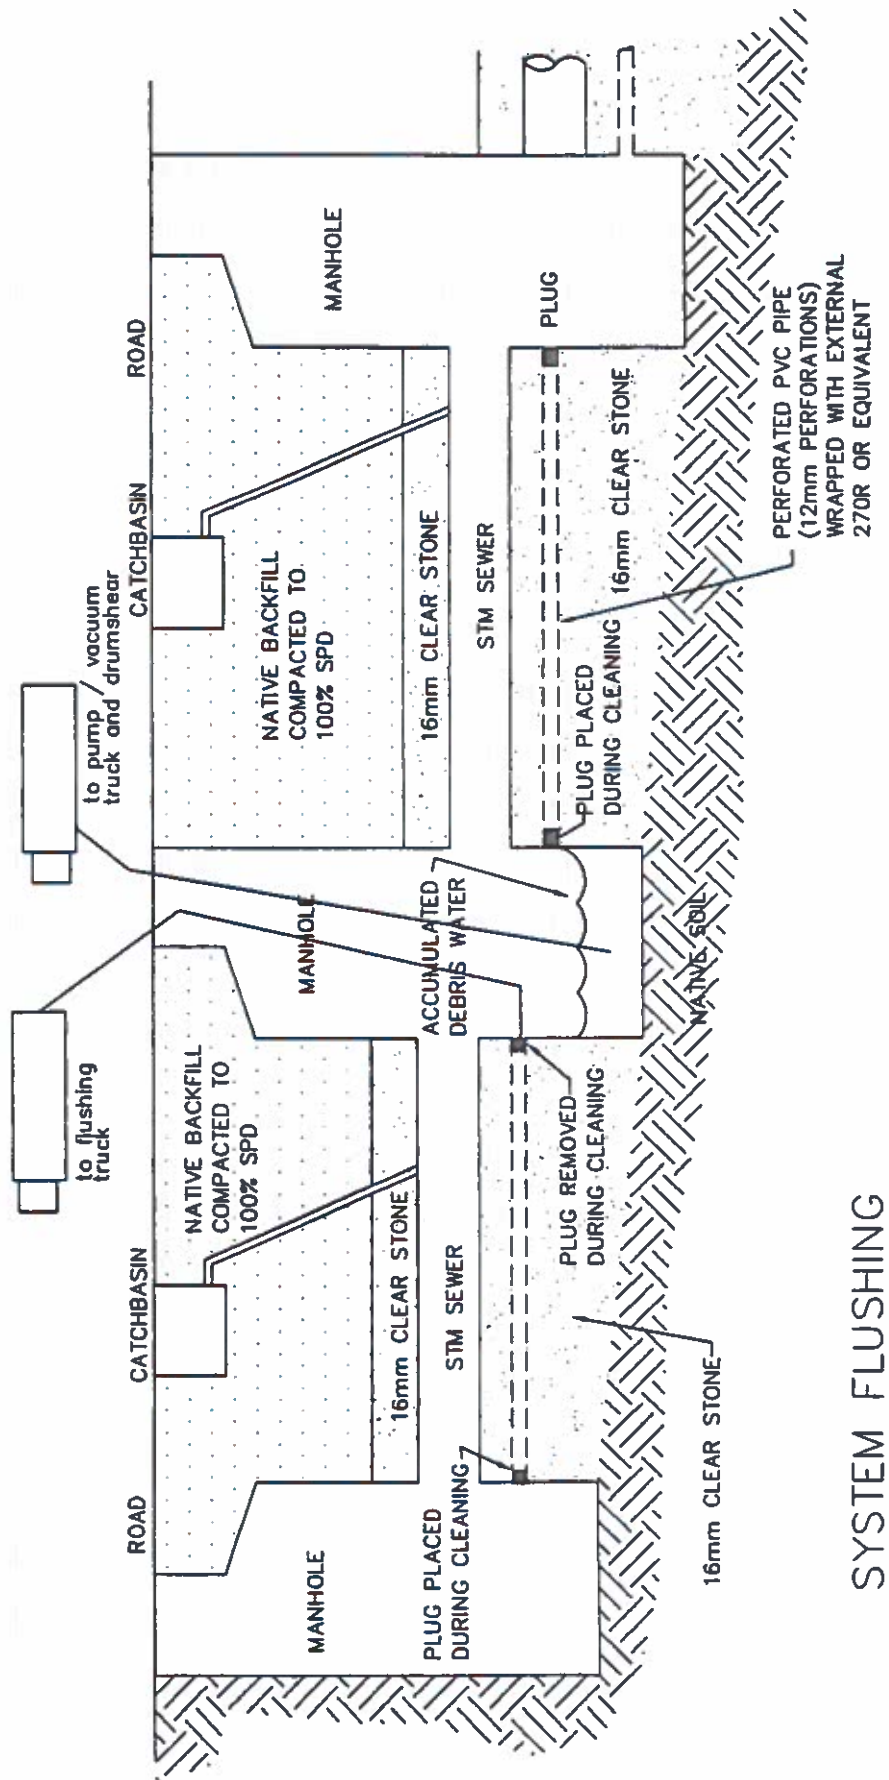 to flushing
truck
to pump
truck and
vacuum
drumshear
ROAD
CATCHBASIN
CATCHBASIN
ROAD
MANHOLE
NATIVE BACKFILL
COMPACTED TO
100% SPD
MANHOLE
NATIVE BACKFILL
COMPACTED TO
100% SPD
MANHOLE
16mm CLEAR STONE
16mm CLEAR STONE
PLUG PLACED
DURING CLEANING
STM SEWER
ACCUMULATED
DEBRIS WATER
STM SEWER
PLUG
PLUG REMOVED
DURING CLEANING
PLUG PLACED
DURING CLEANING
16mm CLEAR STONE
16mm CLEAR STONE
NATIVE SOIL
PERFORATED PVC PIPE
(12mm PERFORATIONS)
WRAPPED WITH EXTERNAL
270R OR EQUIVALENT
SYSTEM FLUSHING